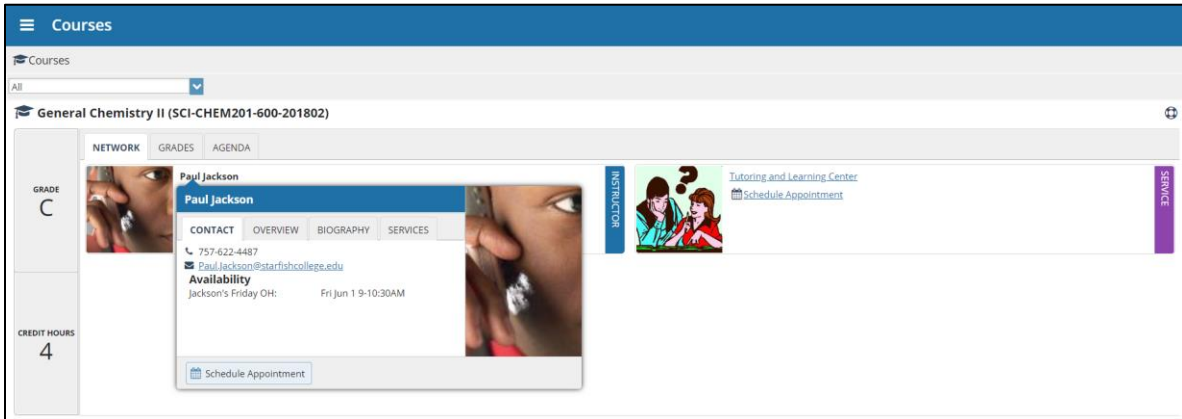 Courses
Courses
All
General Chemistry II (SCI-CHEM201-600-201802)
NETWORK GRADES AGENDA
GRADE
C
CREDIT HOURS
4
Paul Jackson
INSTRUCTOR
Paul Jackson
CONTACT OVERVIEW BIOGRAPHY SERVICES
757-622-4487
Paul.Jackson@starfishcollege.edu
Availability
Jackson's Friday OH: Fri Jun 1 9-10:30AM
Schedule Appointment
Tutoring and Learning Center
Schedule Appointment
SERVICE